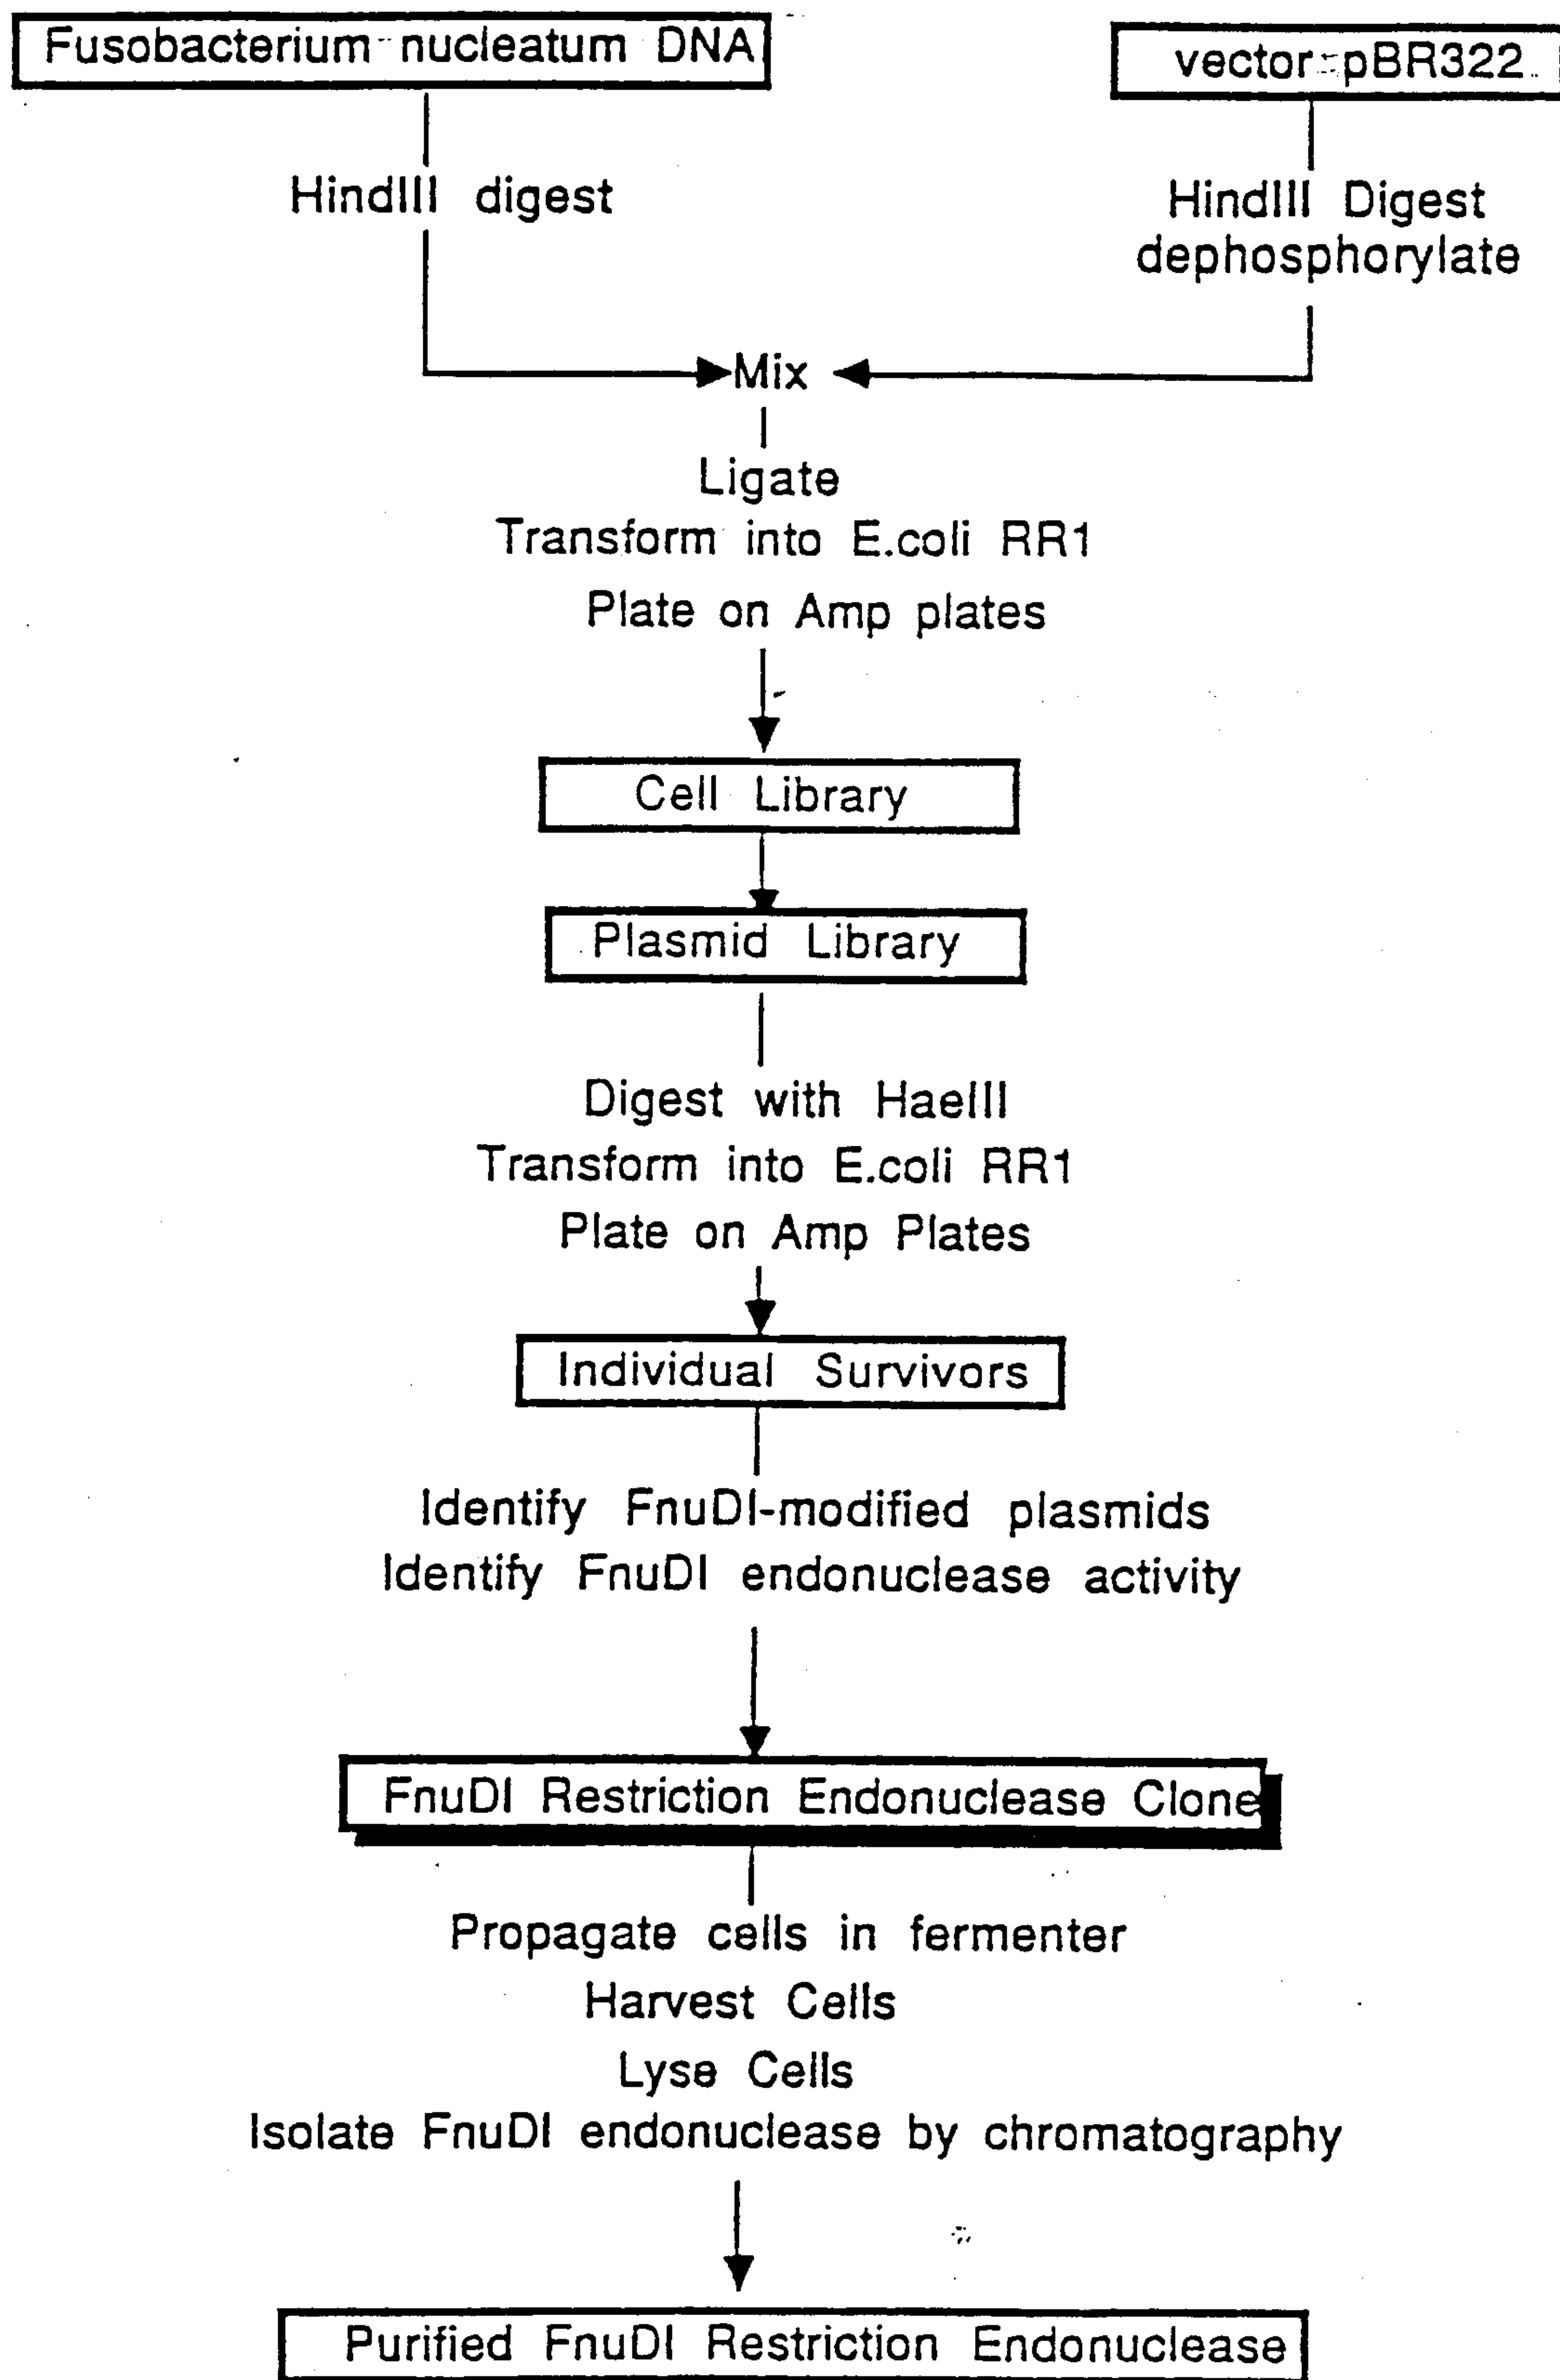 Fusobacterium nucleatum DNA
vector pBR322
HindIII digest
HindIII Digest
dephosphorylate
Mix
Ligate
Transform into E.coli RR1
Plate on Amp plates
Cell Library
Plasmid Library
Digest with HaeIII
Transform into E.coli RR1
Plate on Amp Plates
Individual Survivors
Identify FnuDI-modified plasmids
Identify FnuDI endonuclease activity
FnuDI Restriction Endonuclease Clone
Propagate cells in fermenter
Harvest Cells
Lyse Cells
Isolate FnuDI endonuclease by chromatography
Purified FnuDI Restriction Endonuclease